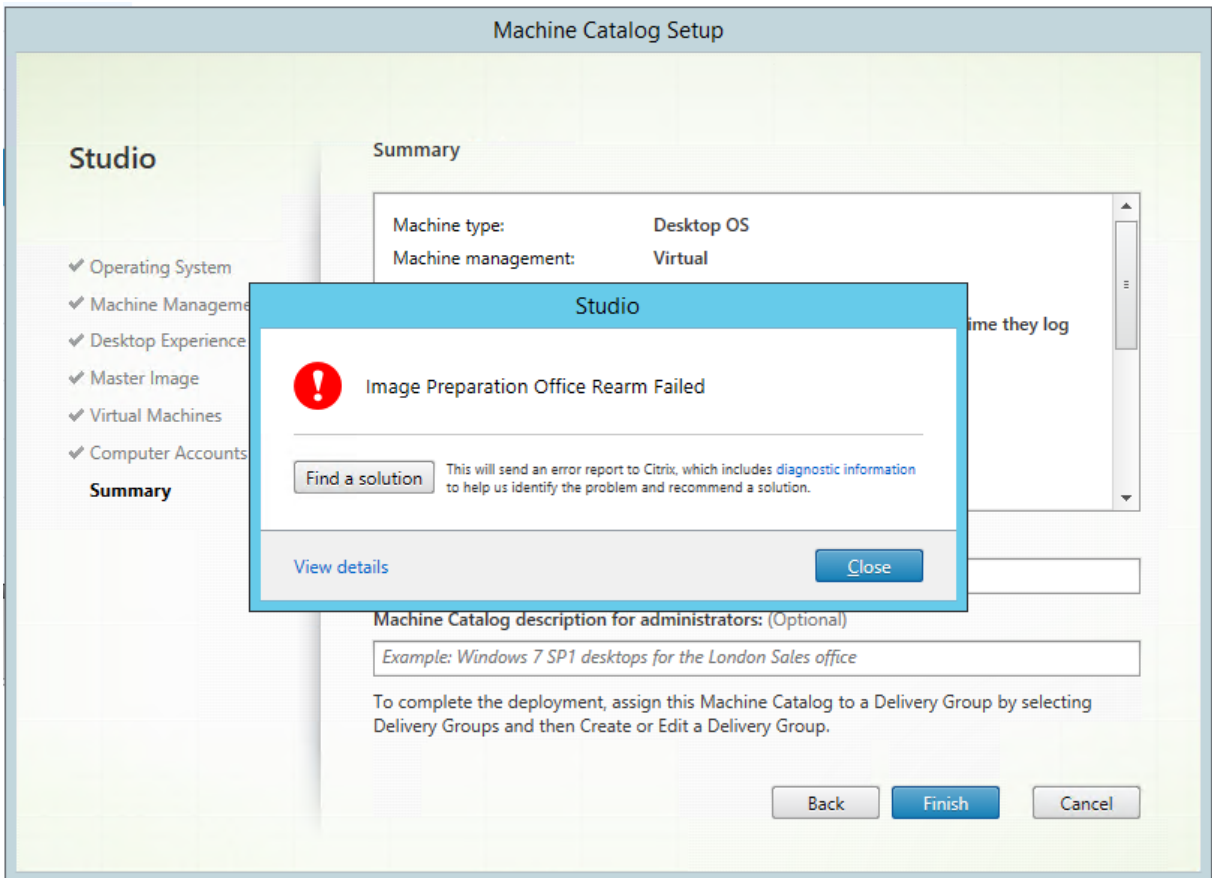 Machine Catalog Setup
Studio
✔ Operating System
✔ Machine Manageme
✔ Desktop Experience
✔ Master Image
✔ Virtual Machines
✔ Computer Accounts
Summary
Summary
Machine type: Desktop OS
Machine management: Virtual
ime they log
Studio
Image Preparation Office Rearm Failed
Find a solution
This will send an error report to Citrix, which includes diagnostic information
to help us identify the problem and recommend a solution.
View details
Close
Machine Catalog description for administrators: (Optional)
Example: Windows 7 SP1 desktops for the London Sales office
To complete the deployment, assign this Machine Catalog to a Delivery Group by selecting
Delivery Groups and then Create or Edit a Delivery Group.
Back
Finish
Cancel